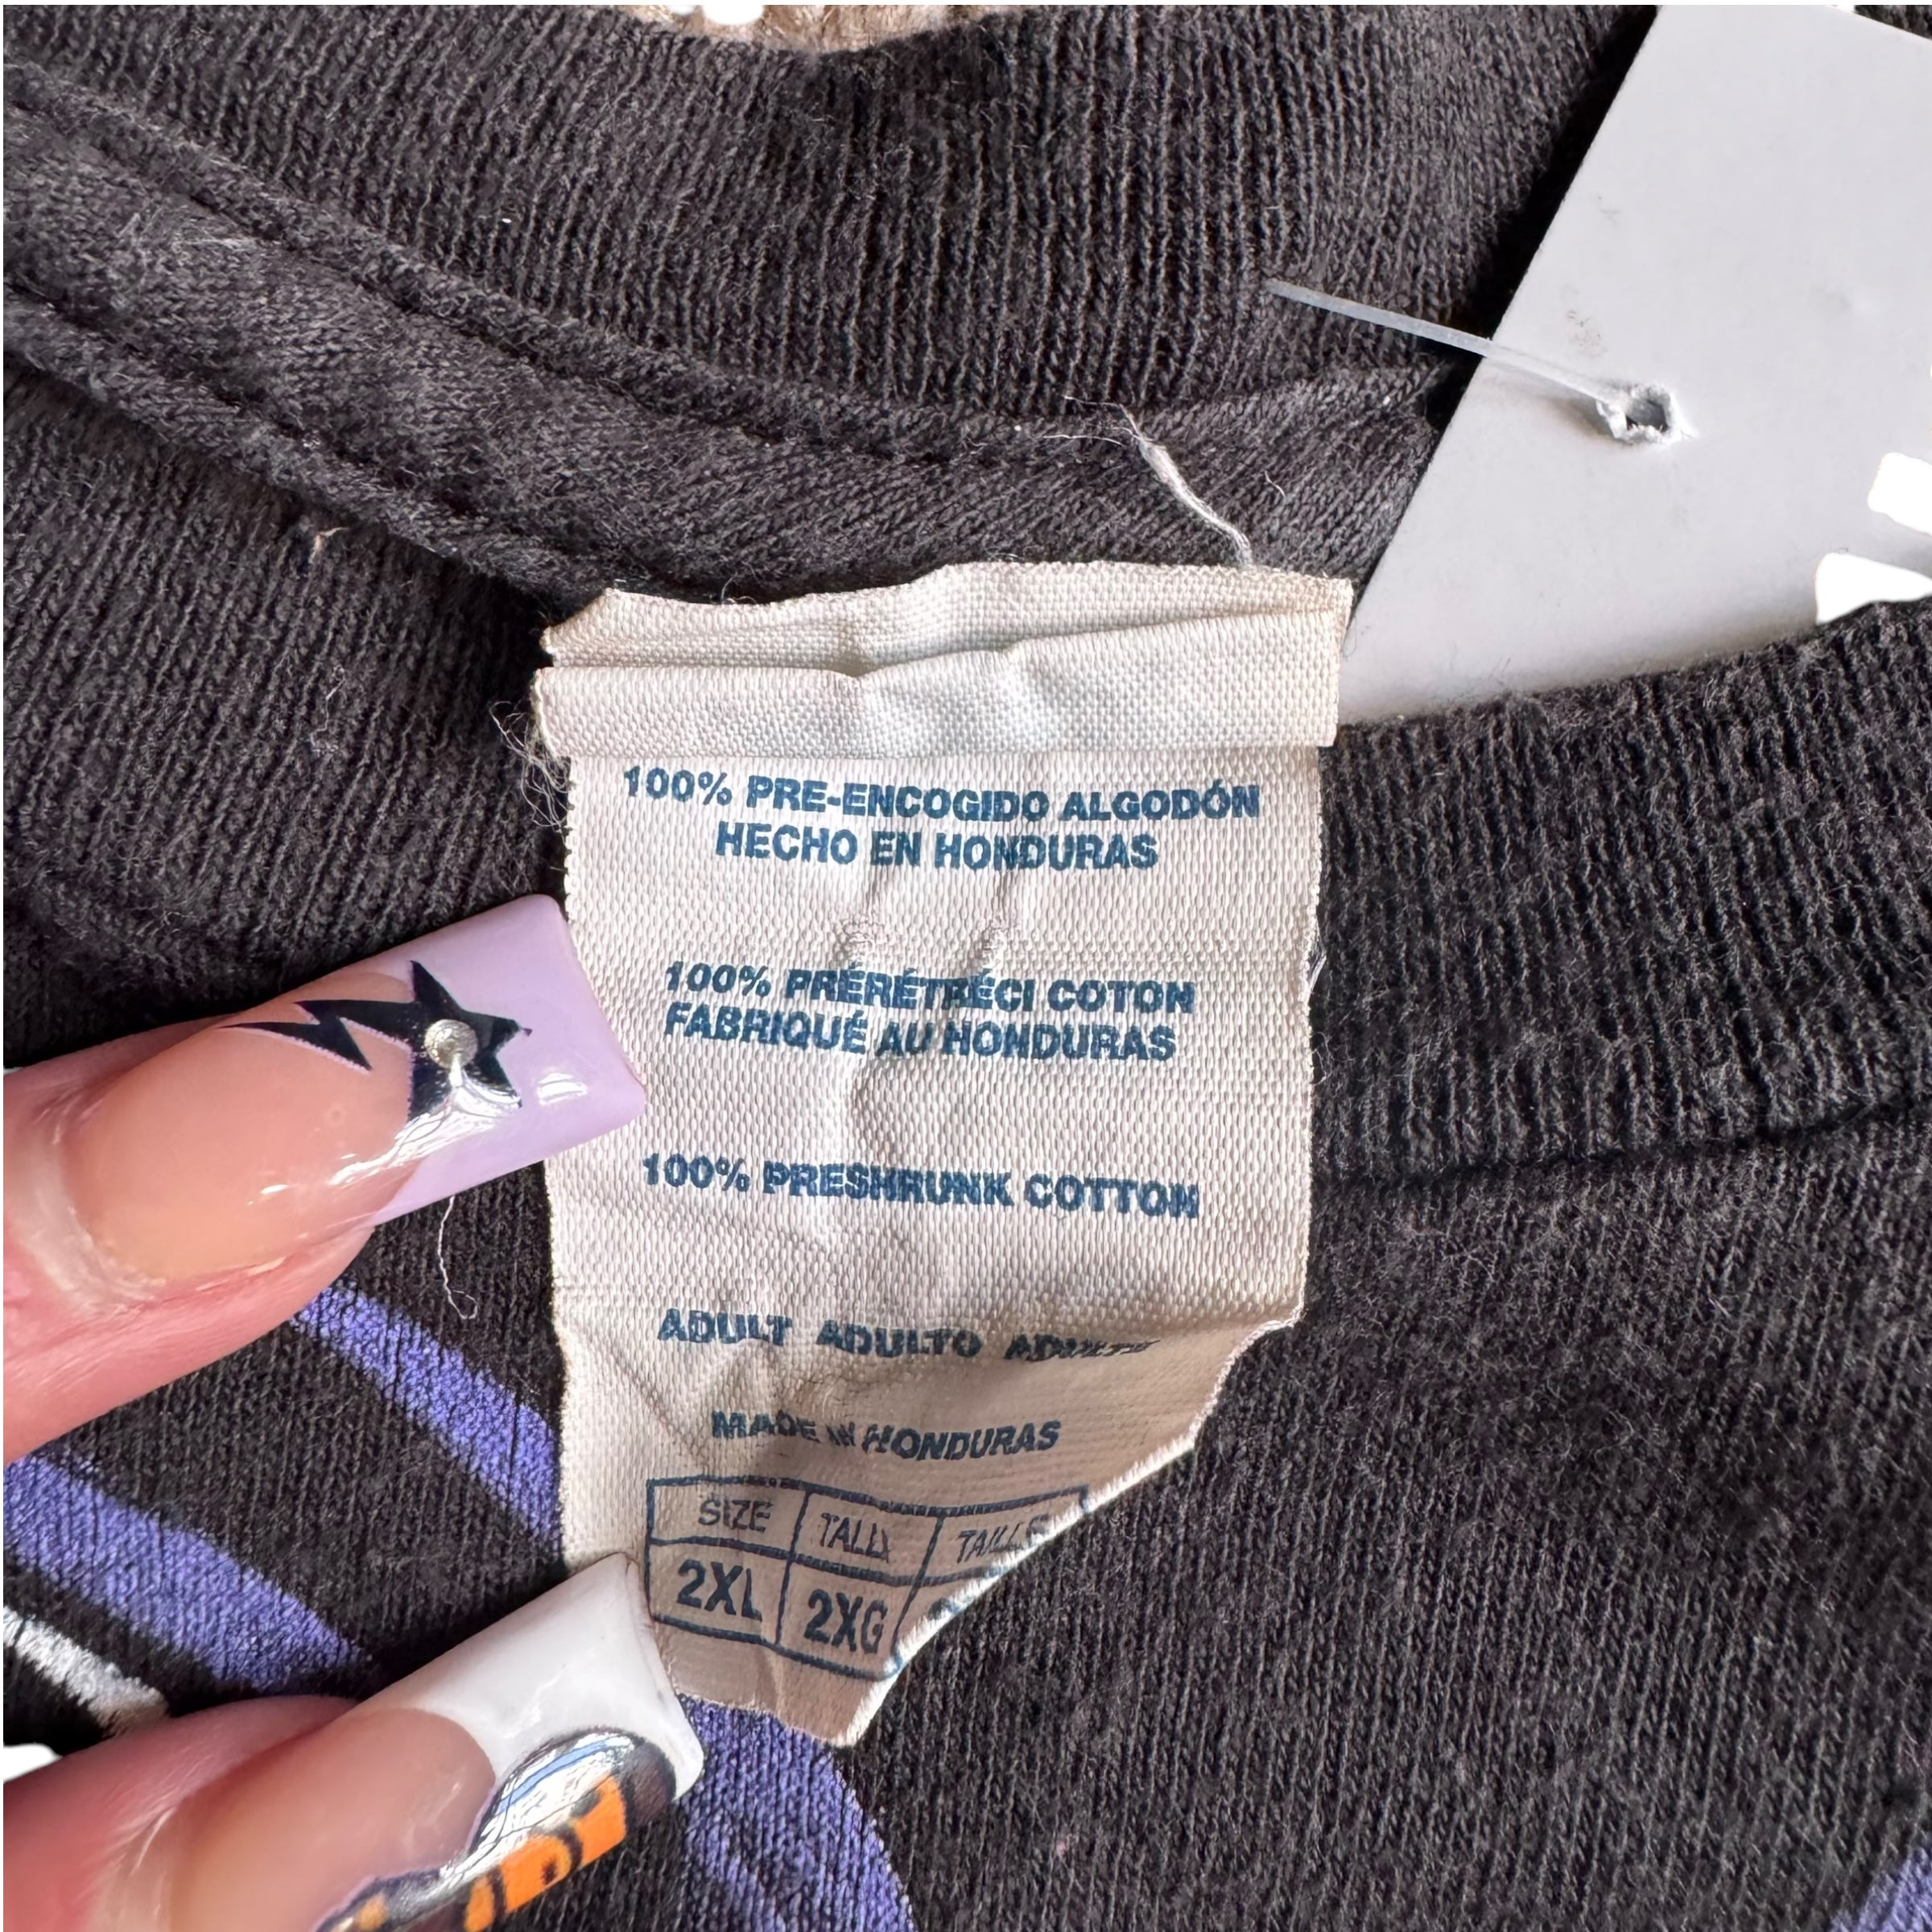 100% PRE-ENCOGIDO ALGODÓN
HECHO EN HONDURAS
100% PRÉRÉTRÉCI COTON
FABRIQUÉ AU HONDURAS
100% PRESHRUNK COTTON
ADULT ADULTO ADULTE
MADE IN HONDURAS
SIZE TALLA TAILLE
2XL 2XG